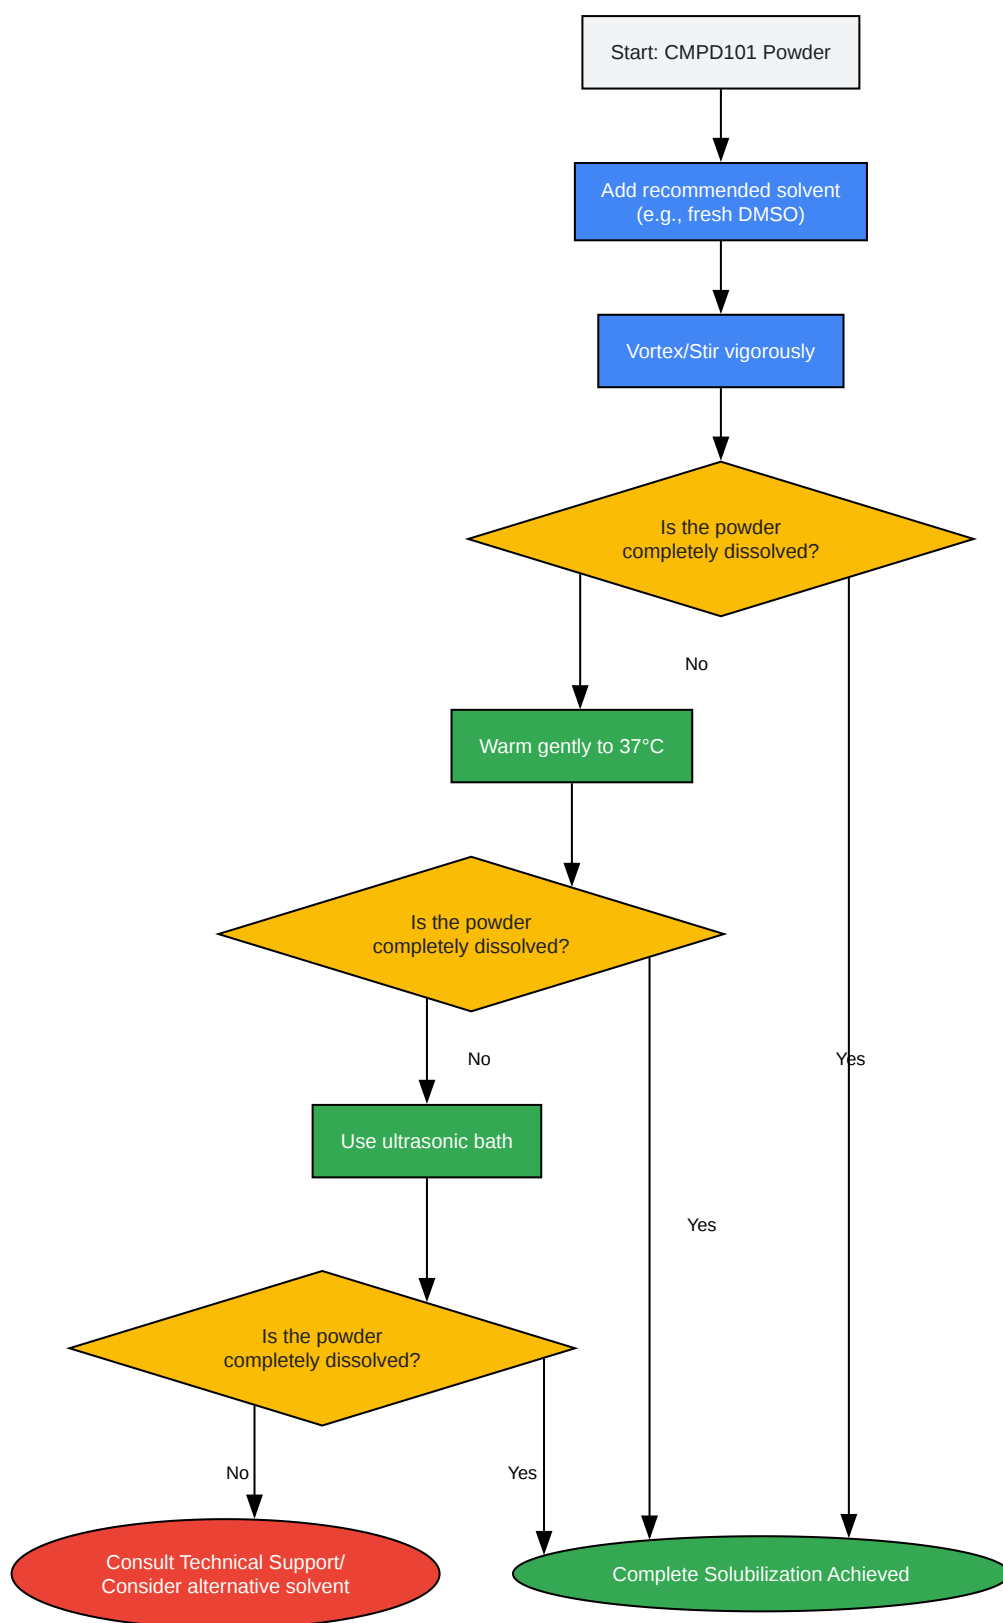 Start: CMPD101 Powder
Add recommended solvent
(e.g., fresh DMSO)
Vortex/Stir vigorously
Is the powder
completely dissolved?
No
Warm gently to 37°C
Is the powder
completely dissolved?
No
Yes
Use ultrasonic bath
Yes
Is the powder
completely dissolved?
No
Yes
Consult Technical Support/
Consider alternative solvent
Complete Solubilization Achieved